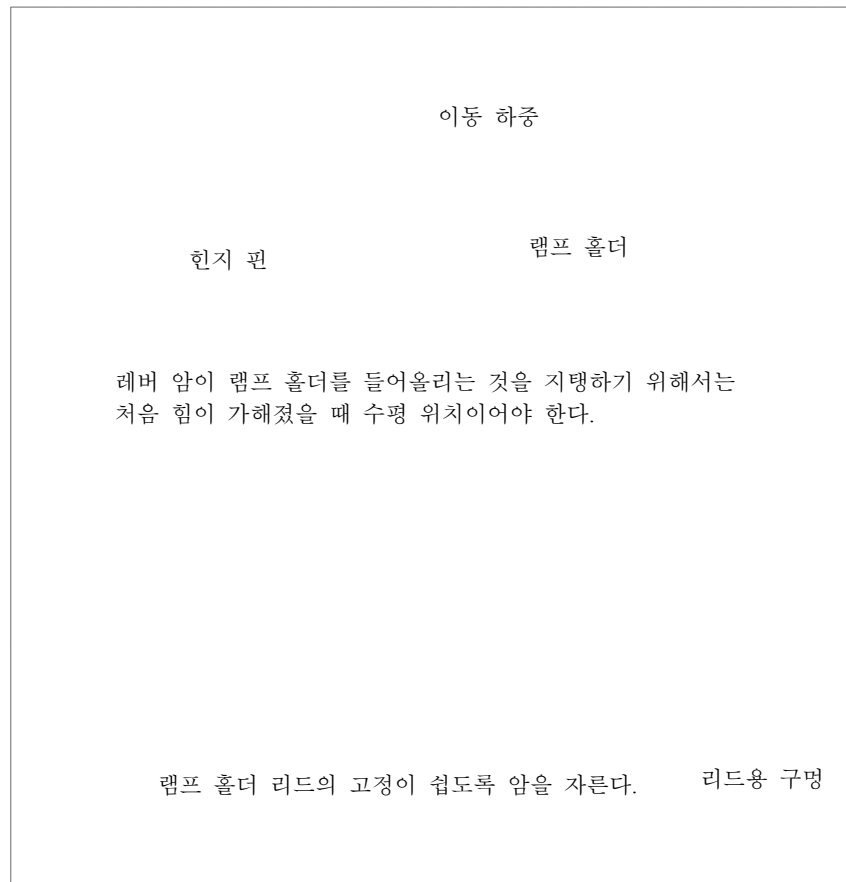 이동 하중
램프 홀더
힌지 핀
레버 암이 램프 홀더를 들어올리는 것을 지탱하기 위해서는
처음 힘이 가해졌을 때 수평 위치이어야 한다.
램프 홀더 리드의 고정이 쉽도록 암을 자른다.
리드용 구멍